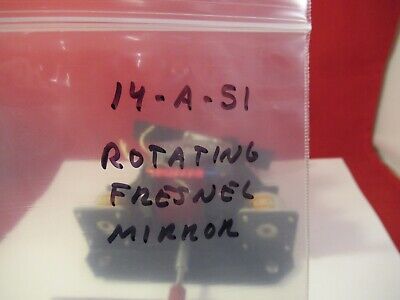 14-A-51
ROTATING
FRESNEL
MIRROR